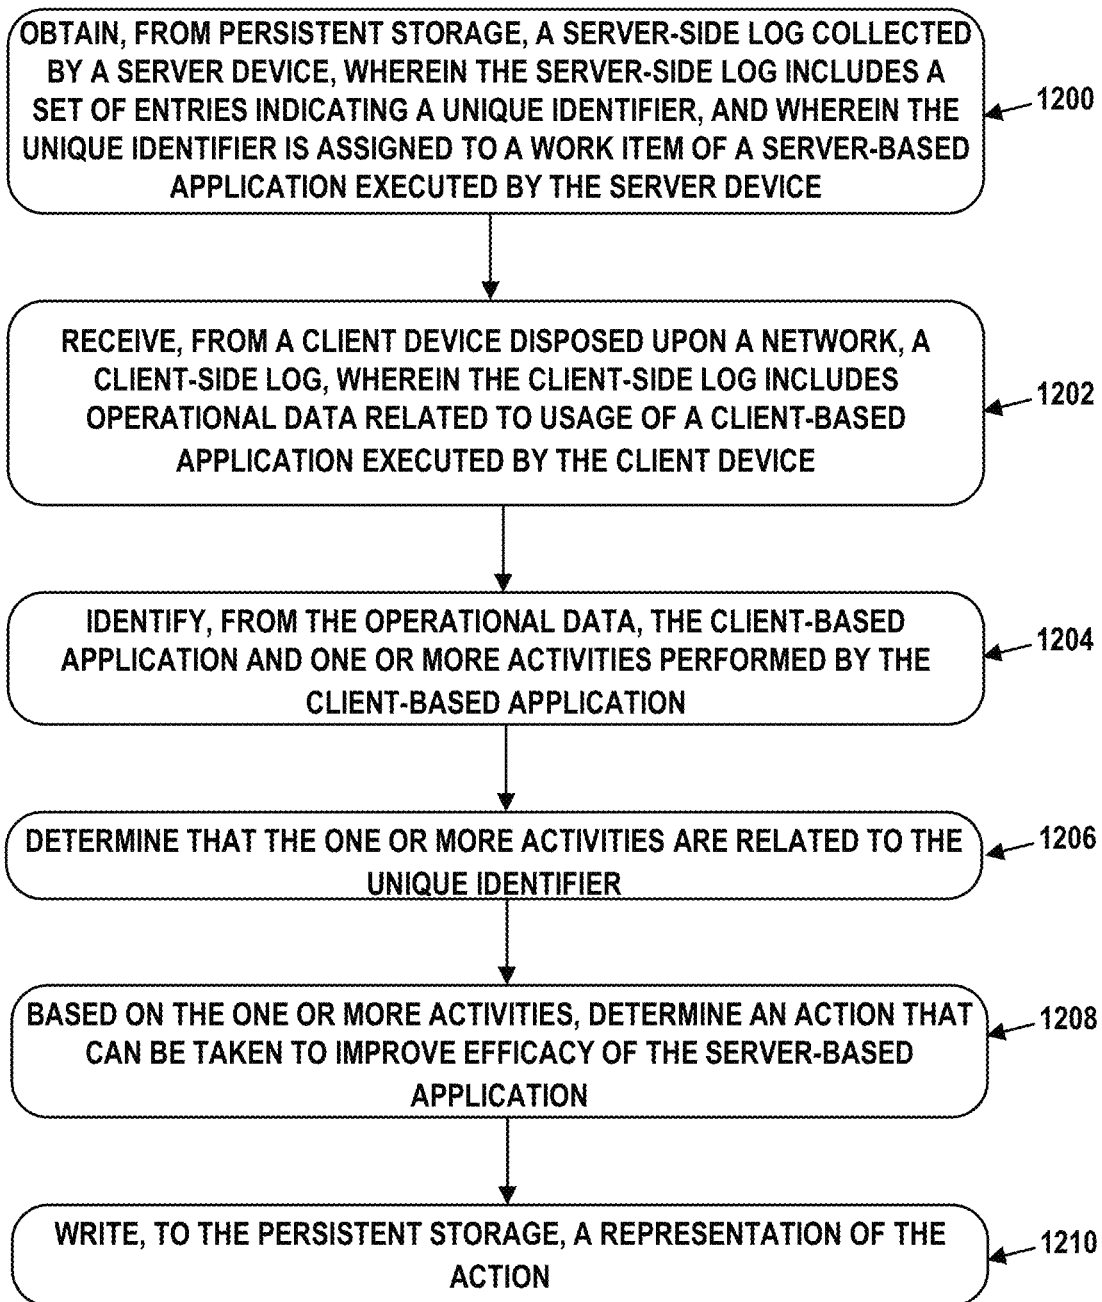 OBTAIN, FROM PERSISTENT STORAGE, A SERVER-SIDE LOG COLLECTED
BY A SERVER DEVICE, WHEREIN THE SERVER-SIDE LOG INCLUDES A
SET OF ENTRIES INDICATING A UNIQUE IDENTIFIER, AND WHEREIN THE
UNIQUE IDENTIFIER IS ASSIGNED TO A WORK ITEM OF A SERVER-BASED
APPLICATION EXECUTED BY THE SERVER DEVICE
1200
RECEIVE, FROM A CLIENT DEVICE DISPOSED UPON A NETWORK, A
CLIENT-SIDE LOG, WHEREIN THE CLIENT-SIDE LOG INCLUDES
OPERATIONAL DATA RELATED TO USAGE OF A CLIENT-BASED
APPLICATION EXECUTED BY THE CLIENT DEVICE
1202
IDENTIFY, FROM THE OPERATIONAL DATA, THE CLIENT-BASED
APPLICATION AND ONE OR MORE ACTIVITIES PERFORMED BY THE
CLIENT-BASED APPLICATION
1204
DETERMINE THAT THE ONE OR MORE ACTIVITIES ARE RELATED TO THE
UNIQUE IDENTIFIER
1206
BASED ON THE ONE OR MORE ACTIVITIES, DETERMINE AN ACTION THAT
CAN BE TAKEN TO IMPROVE EFFICACY OF THE SERVER-BASED
APPLICATION
1208
WRITE, TO THE PERSISTENT STORAGE, A REPRESENTATION OF THE
ACTION
1210